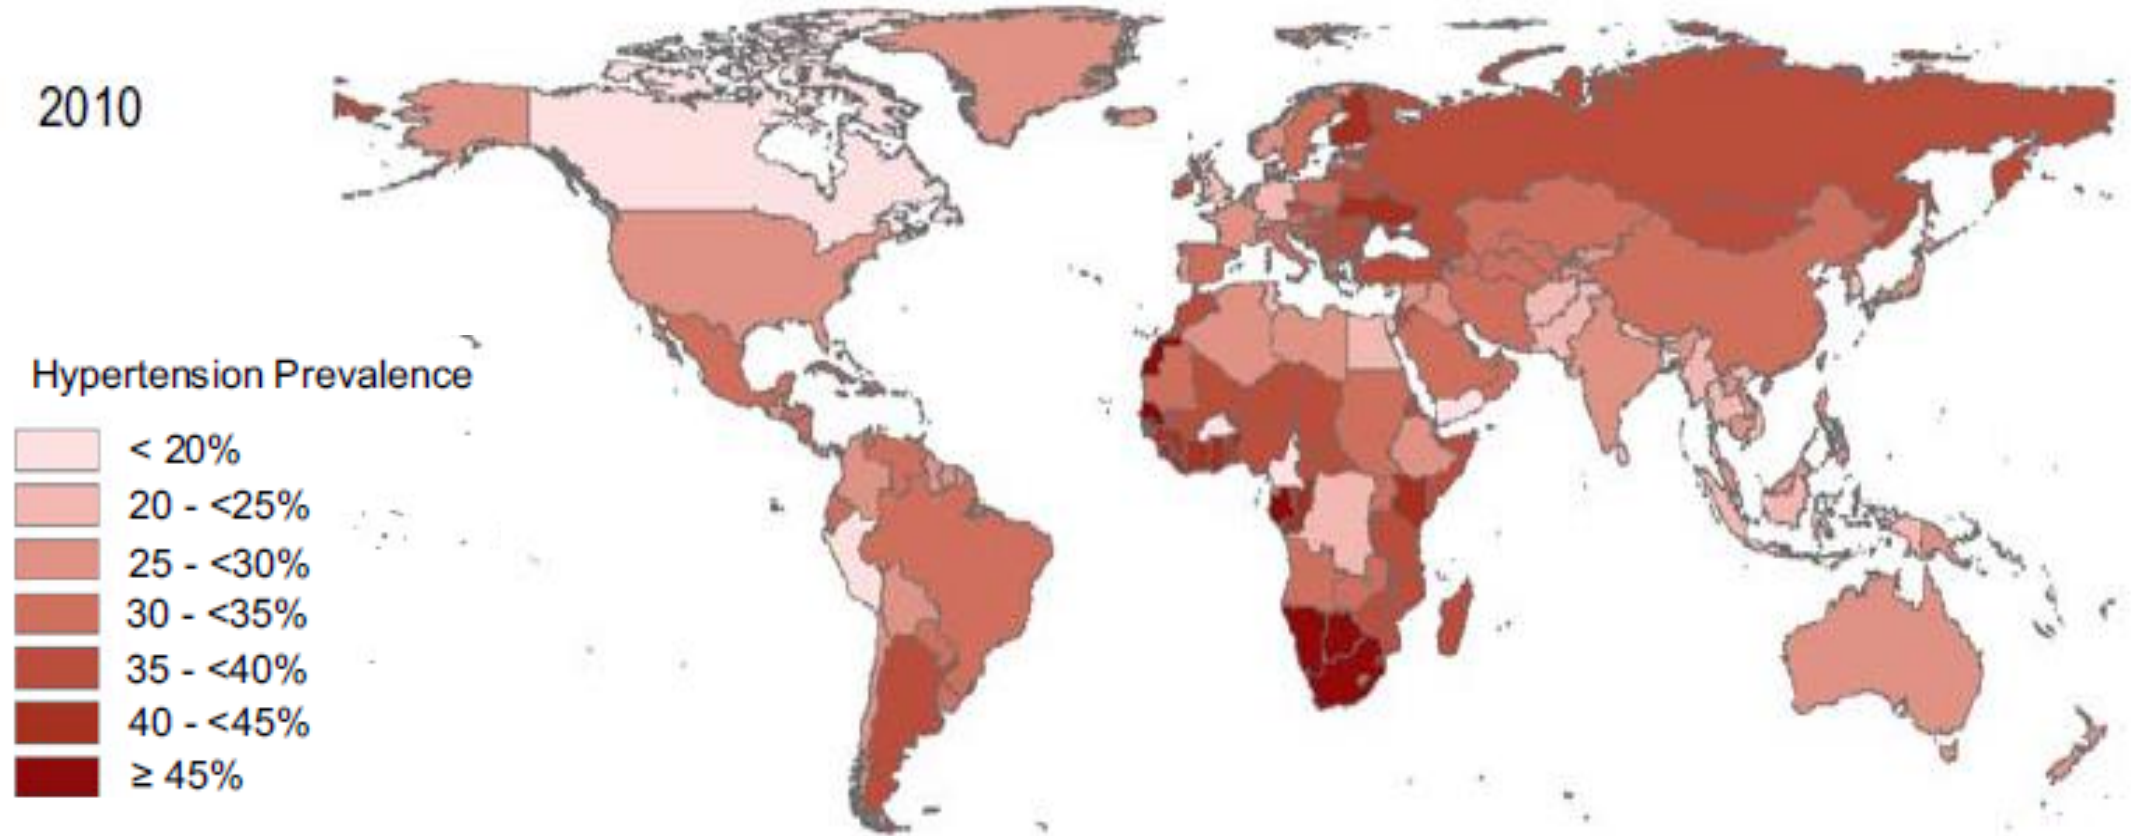 2010
Hypertension Prevalence
< 20%
20 - <25%
25 - <30%
30 - <35%
35 - <40%
40 - <45%
≥ 45%